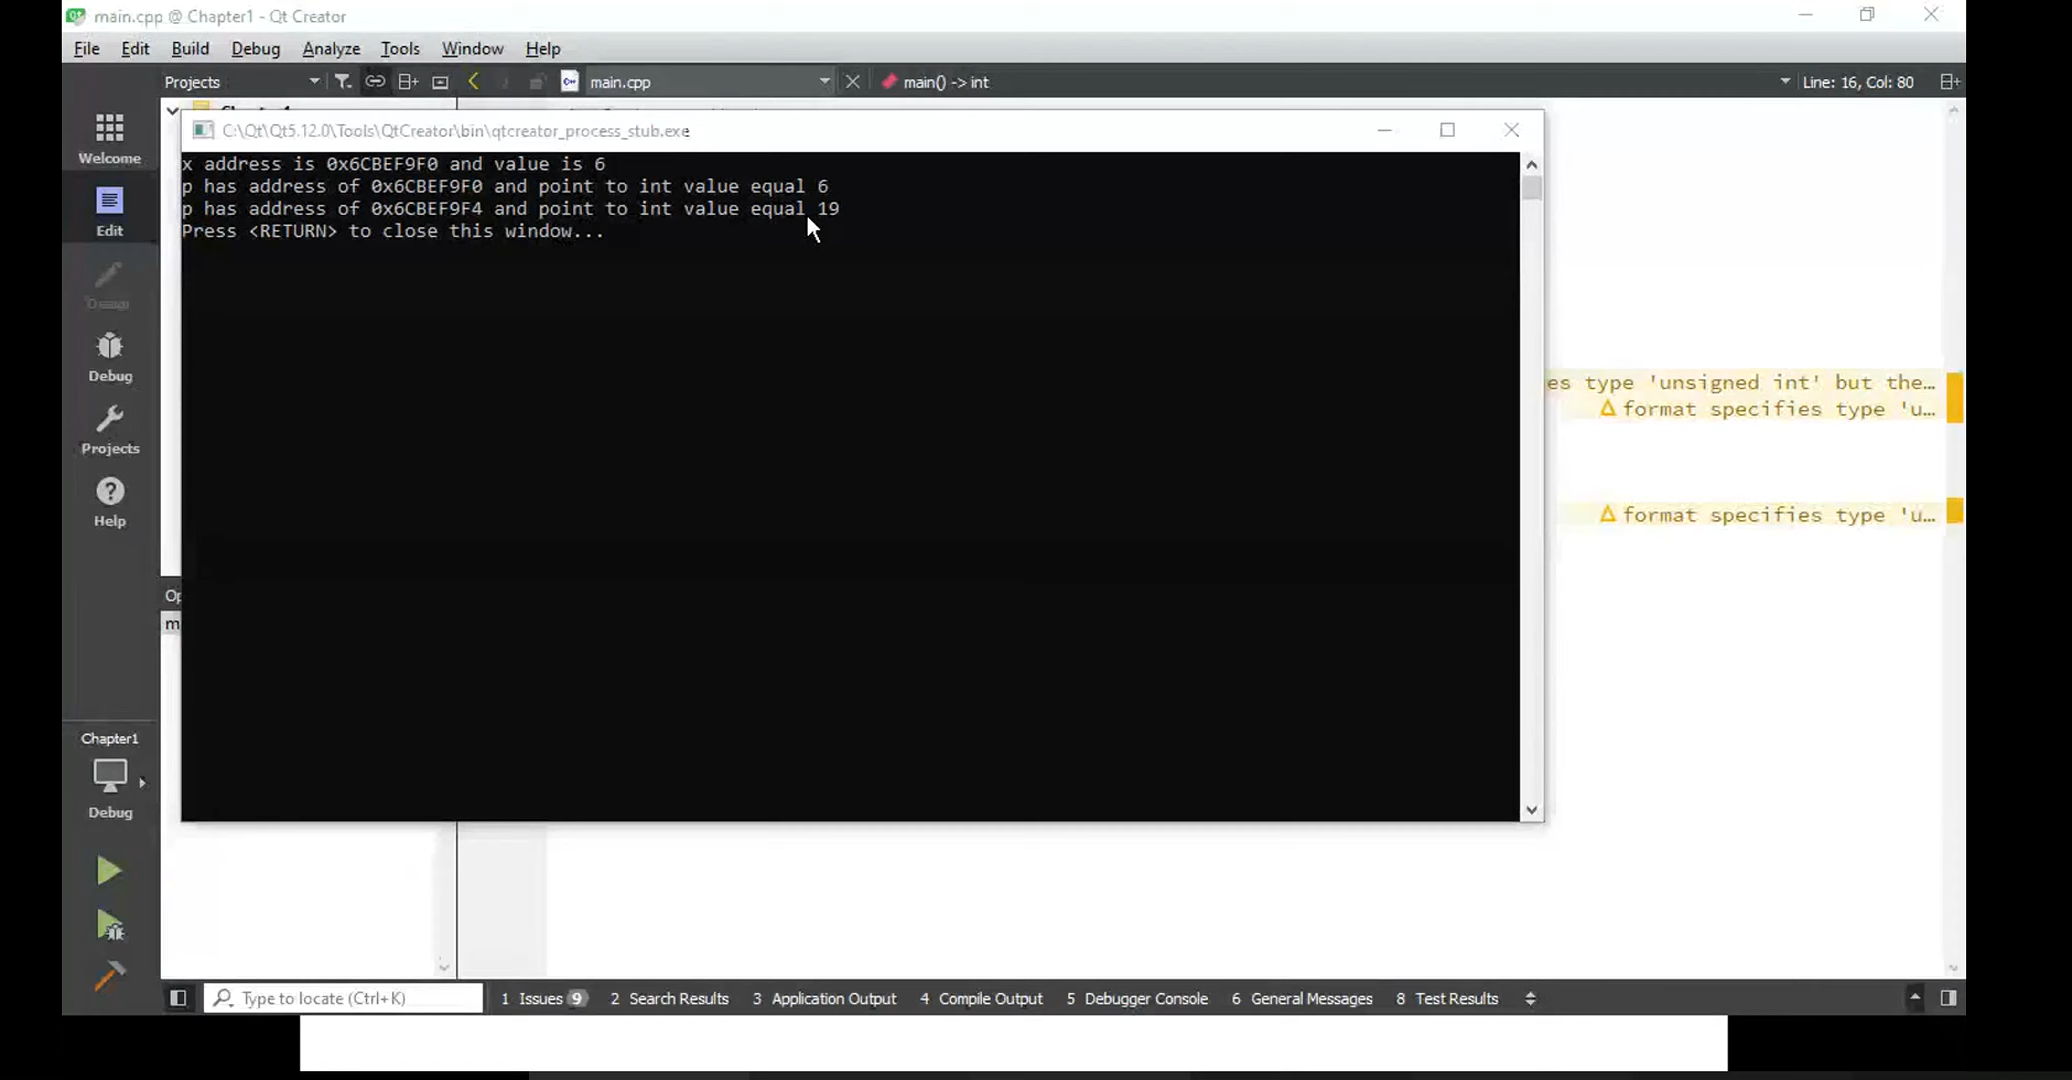 main.cpp @ Chapter1 - Qt Creator
File Edit Build Debug Analyze Tools Window Help
Projects main.cpp main() -> int Line: 16, Col: 80
C:\Qt\Qt5.12.0\Tools\QtCreator\bin\qtcreator_process_stub.exe
x address is 0x6CBEF9F0 and value is 6
p has address of 0x6CBEF9F0 and point to int value equal 6
p has address of 0x6CBEF9F4 and point to int value equal 19
Press <RETURN> to close this window...
Welcome
Edit
Design
Debug
Projects
Help
es type 'unsigned int' but the…
format specifies type 'u…
format specifies type 'u…
Op
m
Chapter1
Debug
Type to locate (Ctrl+K) 1 Issues 9 2 Search Results 3 Application Output 4 Compile Output 5 Debugger Console 6 General Messages 8 Test Results